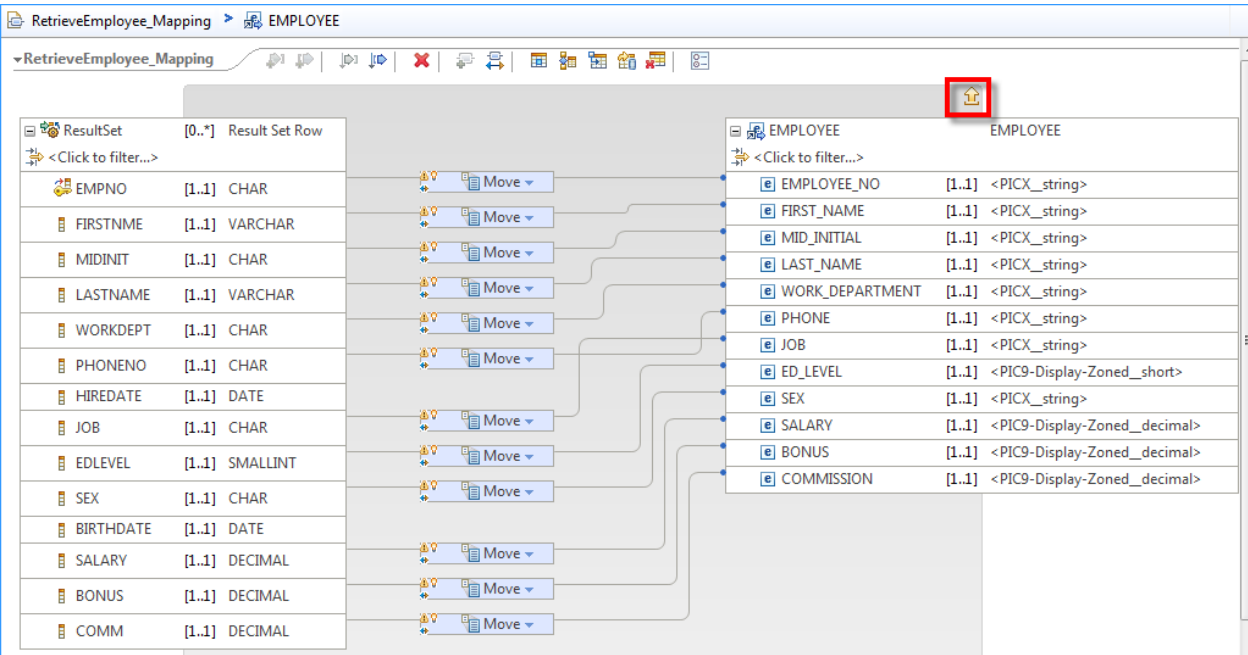 RetrieveEmployee_Mapping > EMPLOYEE
RetrieveEmployee_Mapping
ResultSet [0..*] Result Set Row
<Click to filter...>
EMPNO [1..1] CHAR
FIRSTNME [1..1] VARCHAR
MIDINIT [1..1] CHAR
LASTNAME [1..1] VARCHAR
WORKDEPT [1..1] CHAR
PHONENO [1..1] CHAR
HIREDATE [1..1] DATE
JOB [1..1] CHAR
EDLEVEL [1..1] SMALLINT
SEX [1..1] CHAR
BIRTHDATE [1..1] DATE
SALARY [1..1] DECIMAL
BONUS [1..1] DECIMAL
COMM [1..1] DECIMAL
Move
Move
Move
Move
Move
Move
Move
Move
Move
Move
Move
Move
EMPLOYEE EMPLOYEE
<Click to filter...>
EMPLOYEE_NO [1..1] <PICX__string>
FIRST_NAME [1..1] <PICX__string>
MID_INITIAL [1..1] <PICX__string>
LAST_NAME [1..1] <PICX__string>
WORK_DEPARTMENT [1..1] <PICX__string>
PHONE [1..1] <PICX__string>
JOB [1..1] <PICX__string>
ED_LEVEL [1..1] <PIC9-Display-Zoned__short>
SEX [1..1] <PICX__string>
SALARY [1..1] <PIC9-Display-Zoned__decimal>
BONUS [1..1] <PIC9-Display-Zoned__decimal>
COMMISSION [1..1] <PIC9-Display-Zoned__decimal>